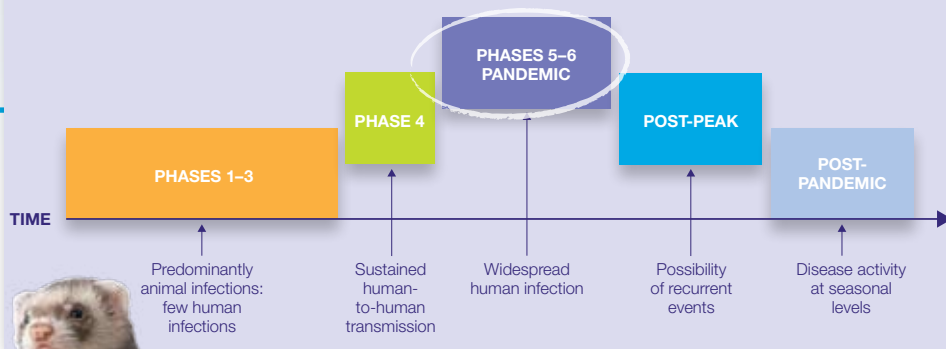 PHASES 5–6
PANDEMIC
PHASE 4
POST-PEAK
PHASES 1–3
POST-
PANDEMIC
TIME
Predominantly
animal infections:
few human
infections
Sustained
human-
to-human
transmission
Widespread
human infection
Possibility
of recurrent
events
Disease activity
at seasonal
levels